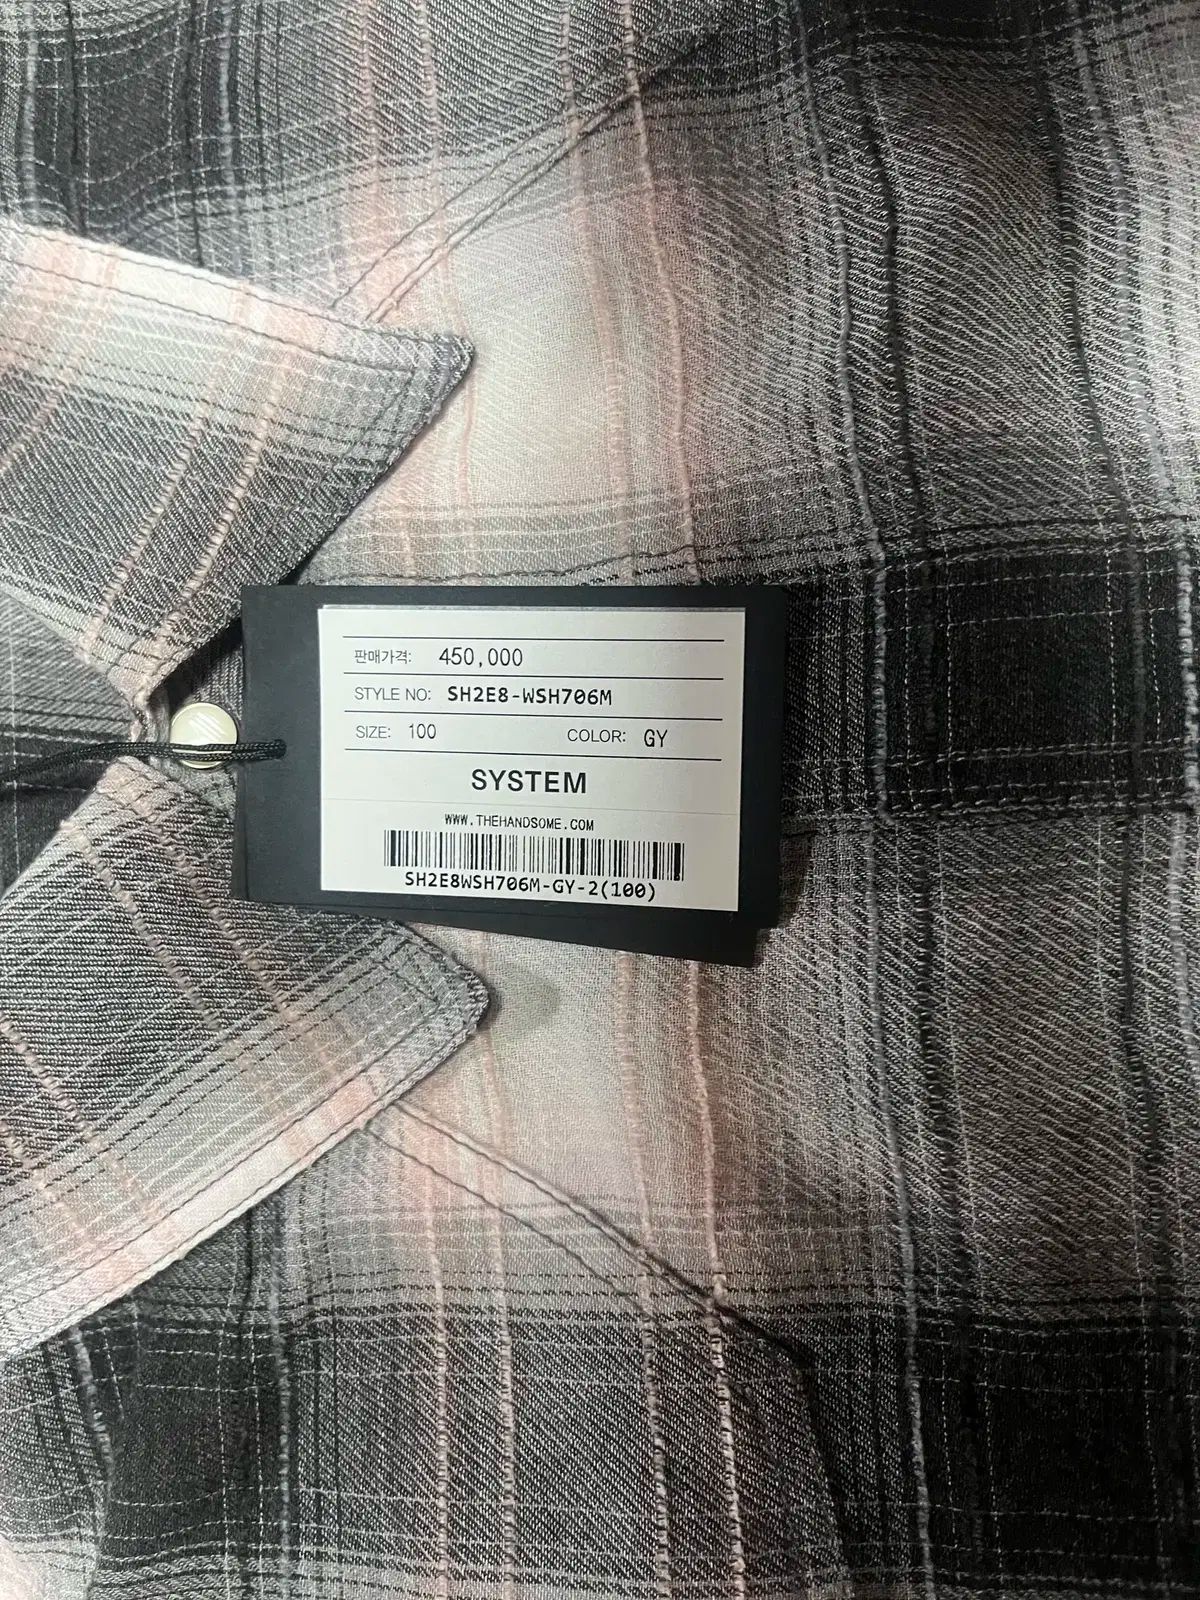 판매가격: 450,000
STYLE NO: SH2E8-WSH706M
SIZE: 100 COLOR: GY
SYSTEM
WWW.THEHANDSOME.COM
SH2E8WSH706M-GY-2(100)